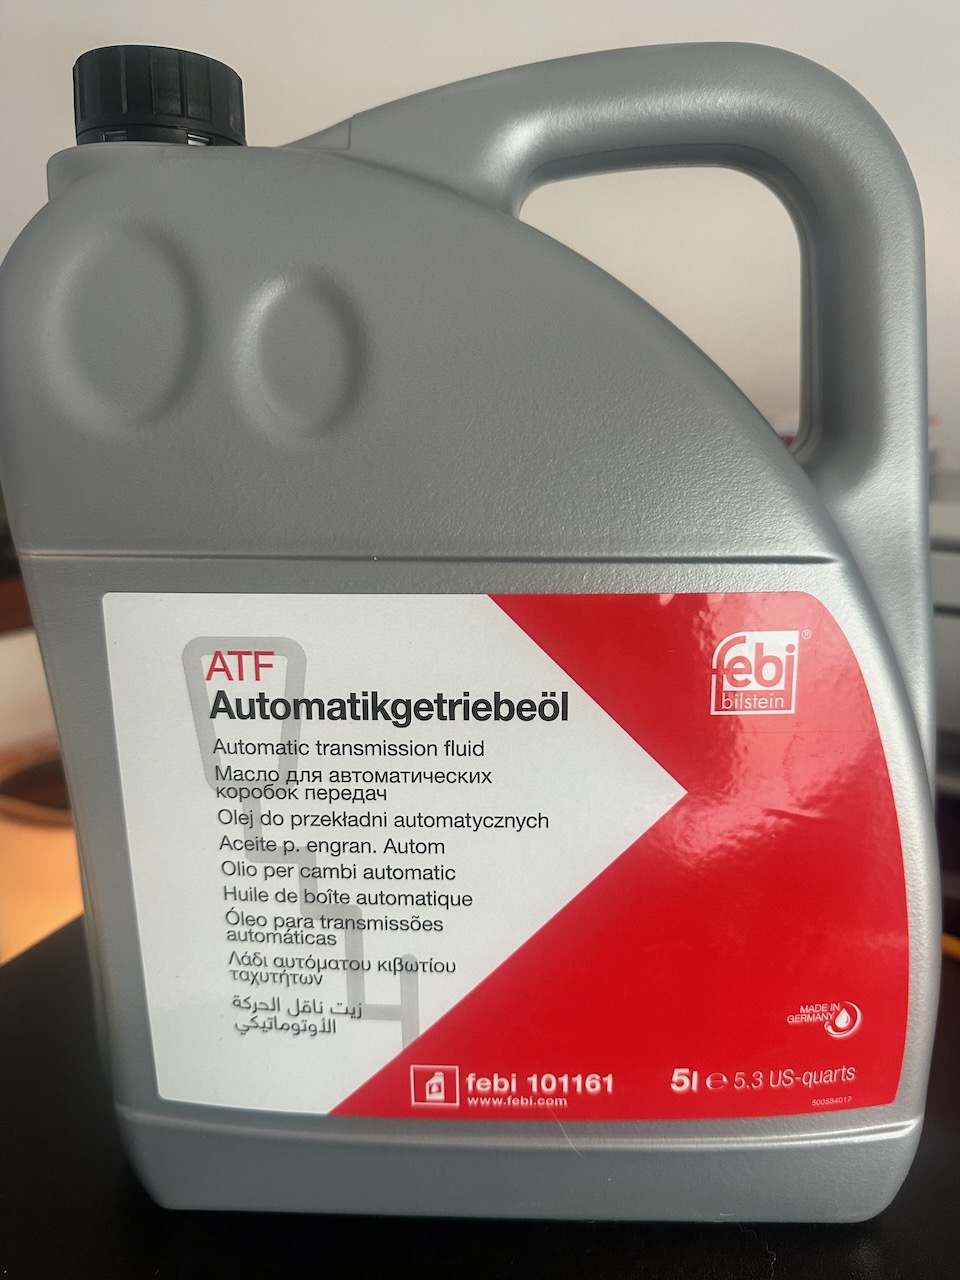 ATF
Automatikgetriebeöl
Automatic transmission fluid
Масло для автоматических
коробок передач
Olej do przekładni automatycznych
Aceite p. engran. Autom
Olio per cambi automatic
Huile de boîte automatique
Óleo para transmissões
automáticas
Λάδι αυτόματου κιβωτίου
ταχυτήτων
زيت ناقل الحركة
الأوتوماتيكي
febi®
bilstein
MADE IN
GERMANY
febi 101161
www.febi.com
5l ℮ 5.3 US-quarts
500884017